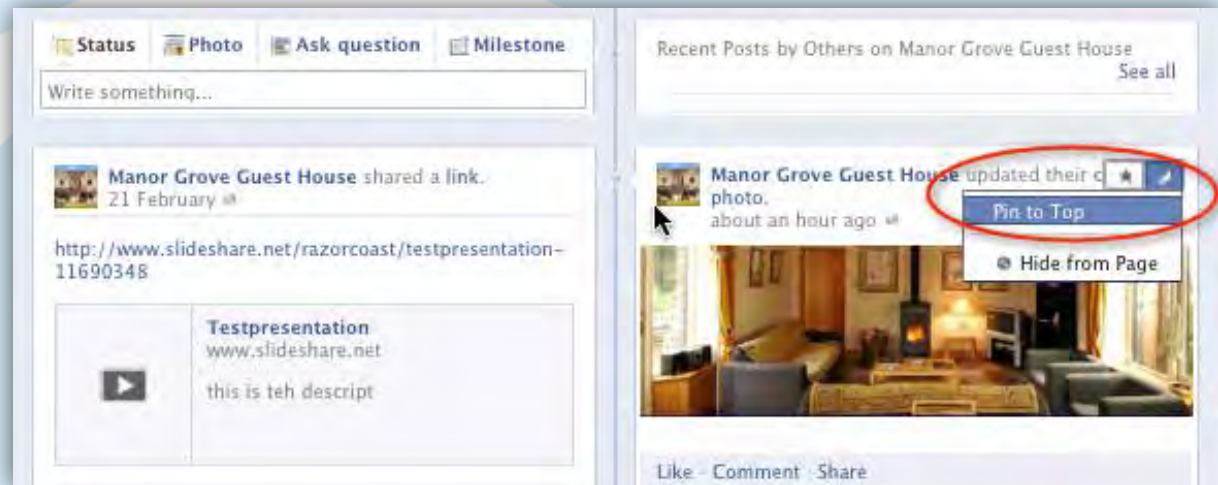 Status Photo Ask question Milestone
Write something...
Manor Grove Guest House shared a link.
21 February
http://www.slideshare.net/razorcoast/testpresentation-
11690348
Testpresentation
www.slideshare.net
this is teh descript
Recent Posts by Others on Manor Grove Guest House
See all
Manor Grove Guest House updated their c
photo.
about an hour ago
Pin to Top
Hide from Page
Like · Comment · Share